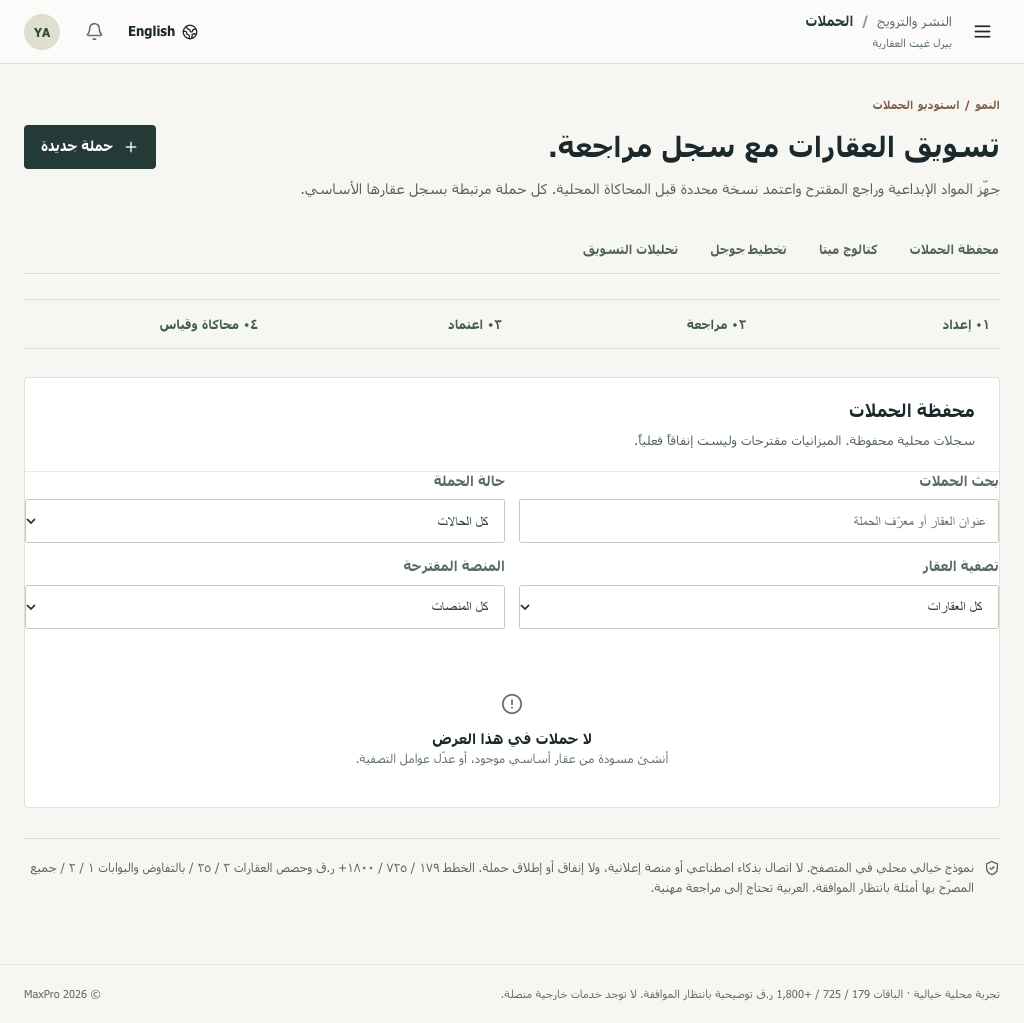 النشر والترويج / الحملات
بيرل غيت العقارية
English
YA
النمو / استوديو الحملات
تسويق العقارات مع سجل مراجعة.
حملة جديدة
جهّز المواد الإبداعية وراجع المقترح واعتمد نسخة محددة قبل المحاكاة المحلية. كل حملة مرتبطة بسجل عقارها الأساسي.
محفظة الحملات
كتالوج ميتا
تخطيط جوجل
تحليلات التسويق
٠١ إعداد
٠٢ مراجعة
٠٣ اعتماد
٠٤ محاكاة وقياس
محفظة الحملات
سجلات محلية محفوظة. الميزانيات مقترحات وليست إنفاقاً فعلياً.
بحث الحملات
حالة الحملة
عنوان العقار أو معرّف الحملة
كل الحالات
تصفية العقار
المنصة المقترحة
كل العقارات
كل المنصات
لا حملات في هذا العرض
أنشئ مسودة من عقار أساسي موجود، أو عدّل عوامل التصفية.
نموذج خيالي محلي في المتصفح. لا اتصال بذكاء اصطناعي أو منصة إعلانية، ولا إنفاق أو إطلاق حملة. الخطط ١٧٩ / ٧٢٥ / ١٨٠٠+ ر.ق وحصص العقارات ٣ / ٢٥ / بالتفاوض والبوابات ١ / ٢ / جميع
المصرّح بها أمثلة بانتظار الموافقة. العربية تحتاج إلى مراجعة مهنية.
تجربة محلية خيالية · الباقات 179 / 725 / +1,800 ر.ق توضيحية بانتظار الموافقة. لا توجد خدمات خارجية متصلة.
© 2026 MaxPro